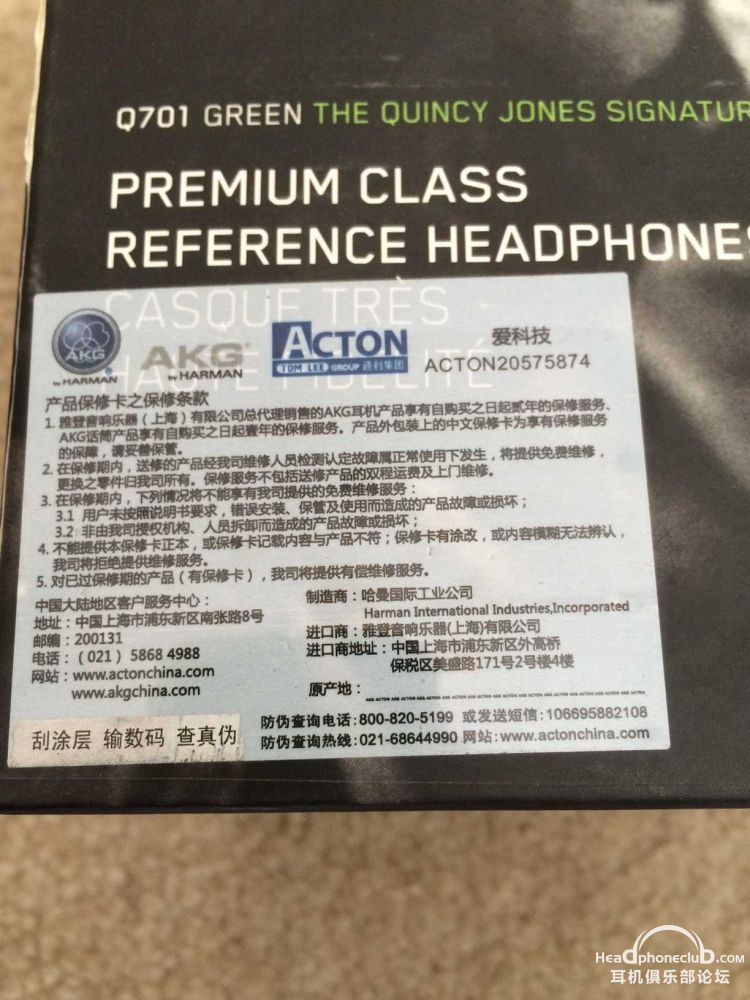 Q701 GREEN THE QUINCY JONES SIGNATUR
PREMIUM CLASS
REFERENCE HEADPHONES
CASQUE TRÈS
HAUTE FIDÉLITÉ
AKG
by HARMAN
AKG
by HARMAN
ACTON
TOM LEE GROUP 通利集团
爱科技
ACTON20575874
产品保修卡之保修条款
1. 雅登音响乐器（上海）有限公司总代理销售的AKG耳机产品享有自购买之日起贰年的保修服务、
AKG话筒产品享有自购买之日起壹年的保修服务。产品外包装上的中文保修卡为享有保修服务
的保障，请妥善保管。
2. 在保修期内，送修的产品经我司维修人员检测认定故障属正常使用下发生，将提供免费维修，
更换之零件归我司所有。保修服务不包括送修产品的双程运费及上门维修。
3. 在保修期内，下列情况将不能享有我司提供的免费维修服务：
3.1 用户未按照说明书要求，错误安装、保管及使用而造成的产品故障或损坏；
3.2 非由我司授权机构、人员拆卸而造成的产品故障或损坏；
4. 不能提供本保修卡正本，或保修卡记载内容与产品不符；保修卡有涂改，或内容模糊无法辨认，
我司将拒绝提供维修服务。
5. 对已过保修期的产品（有保修卡），我司将提供有偿维修服务。
中国大陆地区客户服务中心：
地址：中国上海市浦东新区南张路8号
邮编：200131
电话：（021）5868 4988
网站：www.actonchina.com
www.akgchina.com
制造商：哈曼国际工业公司
Harman International Industries,Incorporated
进口商：雅登音响乐器(上海)有限公司
进口商地址：中国上海市浦东新区外高桥
保税区美盛路171号2号楼4楼
原产地：
刮涂层 输数码 查真伪
防伪查询电话:800-820-5199 或发送短信:106695882108
防伪查询热线:021-68644990 网站:www.actonchina.com
Headphoneclub.com
耳机俱乐部论坛